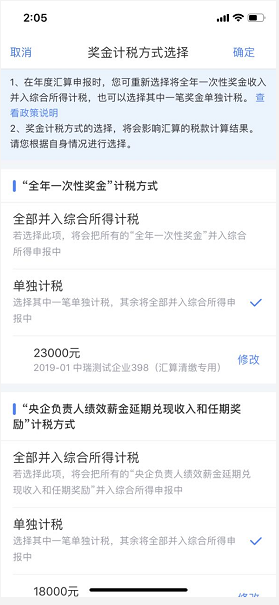 2:05
取消
奖金计税方式选择
确定
1、在年度汇算申报时，您可重新选择将全年一次性奖金收入
并入综合所得计税，也可以选择其中一笔奖金单独计税。 查
看政策说明
2、奖金计税方式的选择，将会影响汇算的税款计算结果。
请您根据自身情况进行选择。
“全年一次性奖金”计税方式
全部并入综合所得计税
若选择此项，将会把所有的“全年一次性奖金”并入综合
所得申报中
单独计税
选择其中一笔单独计税，其余将全部并入综合所得申
报中
23000元
2019-01 中瑞测试企业398（汇算清缴专用）
修改
“央企负责人绩效薪金延期兑现收入和任期奖
励”计税方式
全部并入综合所得计税
若选择此项，将会把所有的“央企负责人绩效薪金延期兑
现收入和任期奖励”并入综合所得申报中
单独计税
选择其中一笔单独计税，其余将全部并入综合所得申
报中
18000元
修改